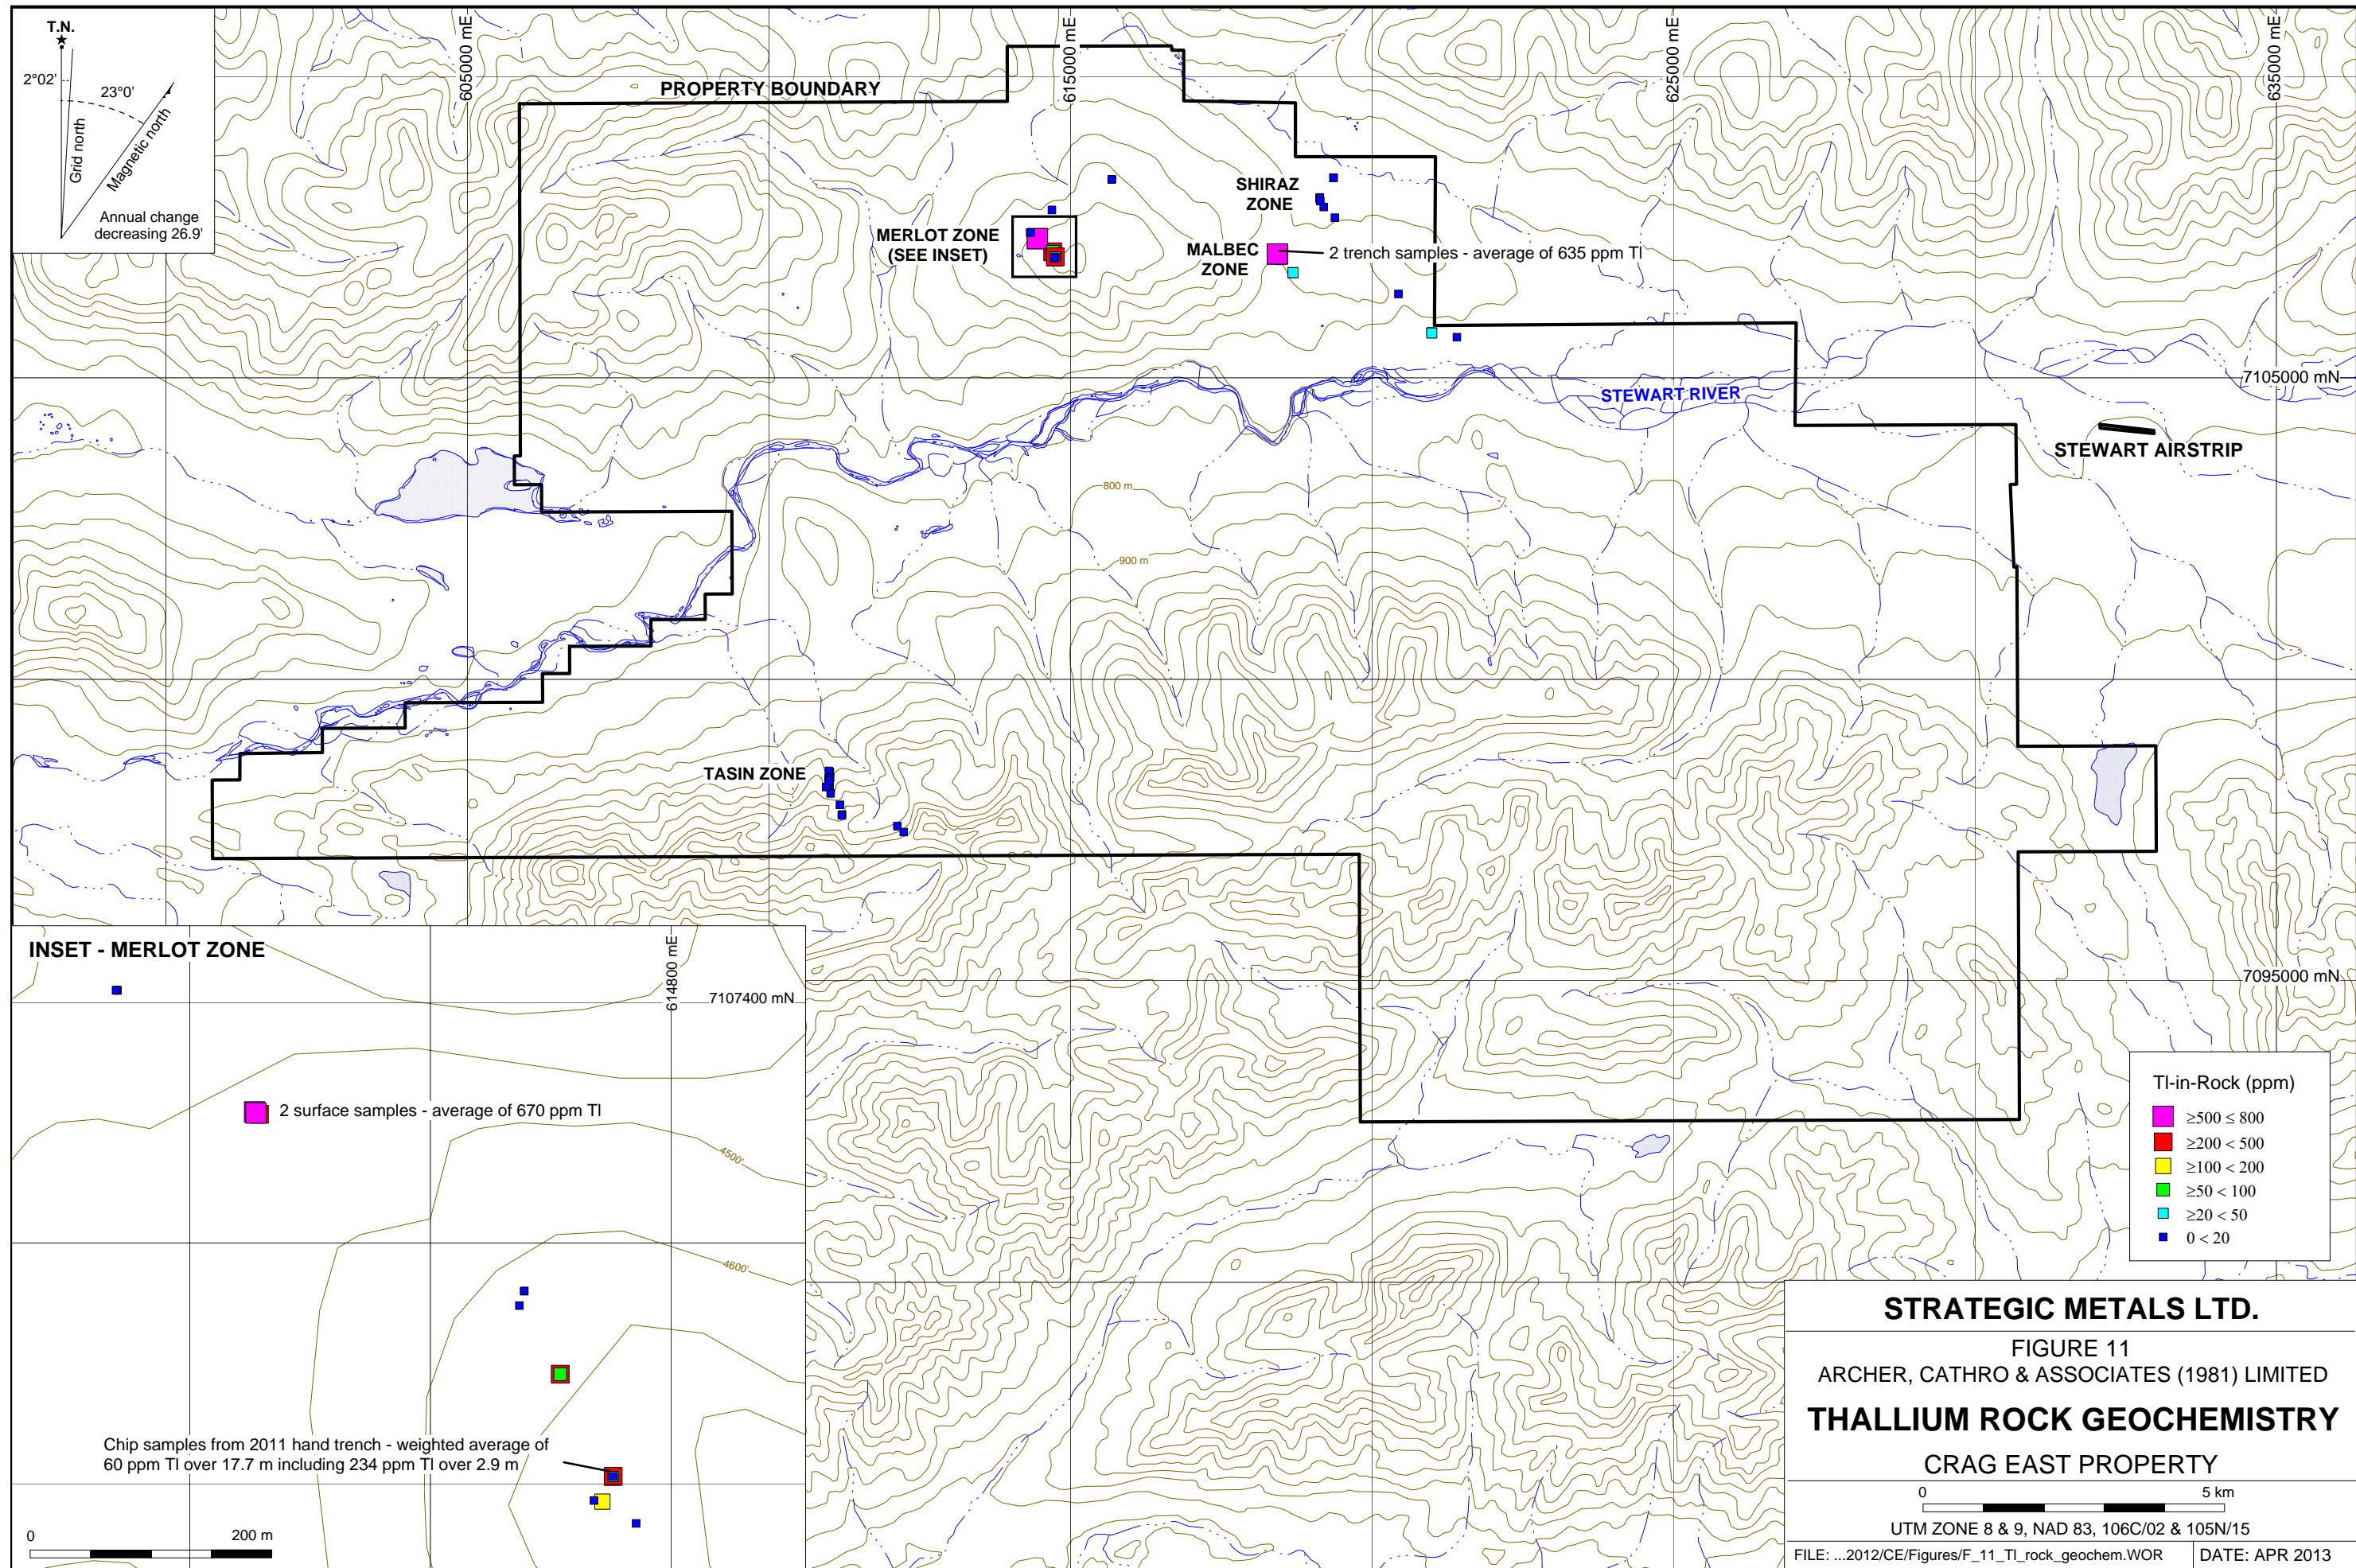 T.N.
2°02'
23°0'
Grid north
Magnetic north
Annual change
decreasing 26.9'
605000 mE
615000 mE
625000 mE
635000 mE
PROPERTY BOUNDARY
SHIRAZ
ZONE
MERLOT ZONE
(SEE INSET)
MALBEC
ZONE
2 trench samples - average of 635 ppm Tl
7105000 mN
STEWART RIVER
STEWART AIRSTRIP
800 m
900 m
TASIN ZONE
7095000 mN
INSET - MERLOT ZONE
614800 mE
7107400 mN
2 surface samples - average of 670 ppm Tl
4500'
4600'
Chip samples from 2011 hand trench - weighted average of
60 ppm Tl over 17.7 m including 234 ppm Tl over 2.9 m
0 200 m
Tl-in-Rock (ppm)
≥500 ≤ 800
≥200 < 500
≥100 < 200
≥50 < 100
≥20 < 50
0 < 20
STRATEGIC METALS LTD.
FIGURE 11
ARCHER, CATHRO & ASSOCIATES (1981) LIMITED
THALLIUM ROCK GEOCHEMISTRY
CRAG EAST PROPERTY
0 5 km
UTM ZONE 8 & 9, NAD 83, 106C/02 & 105N/15
FILE: ...2012/CE/Figures/F_11_Tl_rock_geochem.WOR DATE: APR 2013